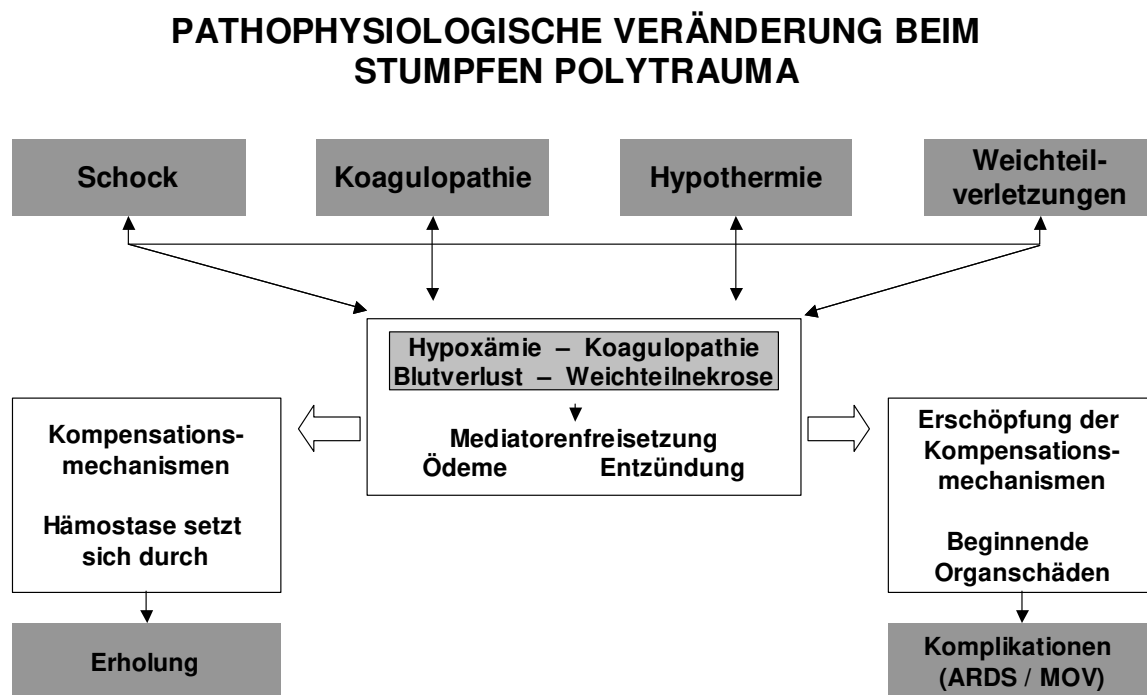 PATHOPHYSIOLOGISCHE VERÄNDERUNG BEIM
STUMPFEN POLYTRAUMA
Schock
Koagulopathie
Hypothermie
Weichteil-
verletzungen
Hypoxämie – Koagulopathie
Blutverlust – Weichteilnekrose
Mediatorenfreisetzung
Ödeme Entzündung
Kompensations-
mechanismen
Hämostase setzt
sich durch
Erschöpfung der
Kompensations-
mechanismen
Beginnende
Organschäden
Erholung
Komplikationen
(ARDS / MOV)